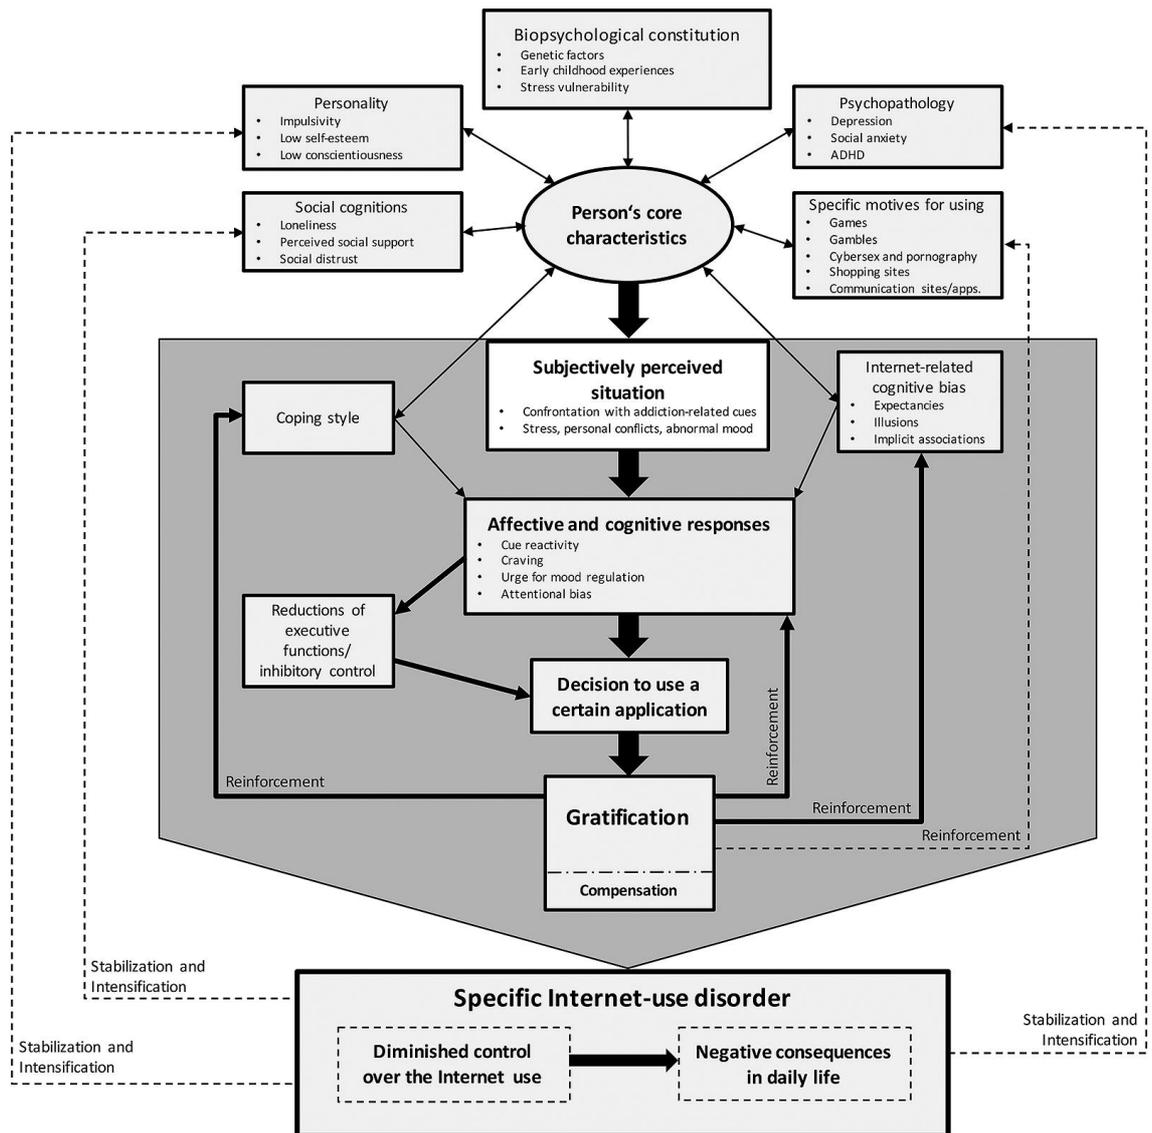 Biopsychological constitution
• Genetic factors
• Early childhood experiences
• Stress vulnerability
Personality
• Impulsivity
• Low self-esteem
• Low conscientiousness
Psychopathology
• Depression
• Social anxiety
• ADHD
Social cognitions
• Loneliness
• Perceived social support
• Social distrust
Person‘s core
characteristics
Specific motives for using
• Games
• Gambles
• Cybersex and pornography
• Shopping sites
• Communication sites/apps.
Subjectively perceived
situation
• Confrontation with addiction-related cues
• Stress, personal conflicts, abnormal mood
Coping style
Internet-related
cognitive bias
• Expectancies
• Illusions
• Implicit associations
Affective and cognitive responses
• Cue reactivity
• Craving
• Urge for mood regulation
• Attentional bias
Reductions of
executive
functions/
inhibitory control
Decision to use a
certain application
Reinforcement
Reinforcement
Gratification
Reinforcement
Reinforcement
Compensation
Stabilization and
Intensification
Specific Internet-use disorder
Stabilization and
Intensification
Stabilization and
Intensification
Diminished control
over the Internet use
Negative consequences
in daily life